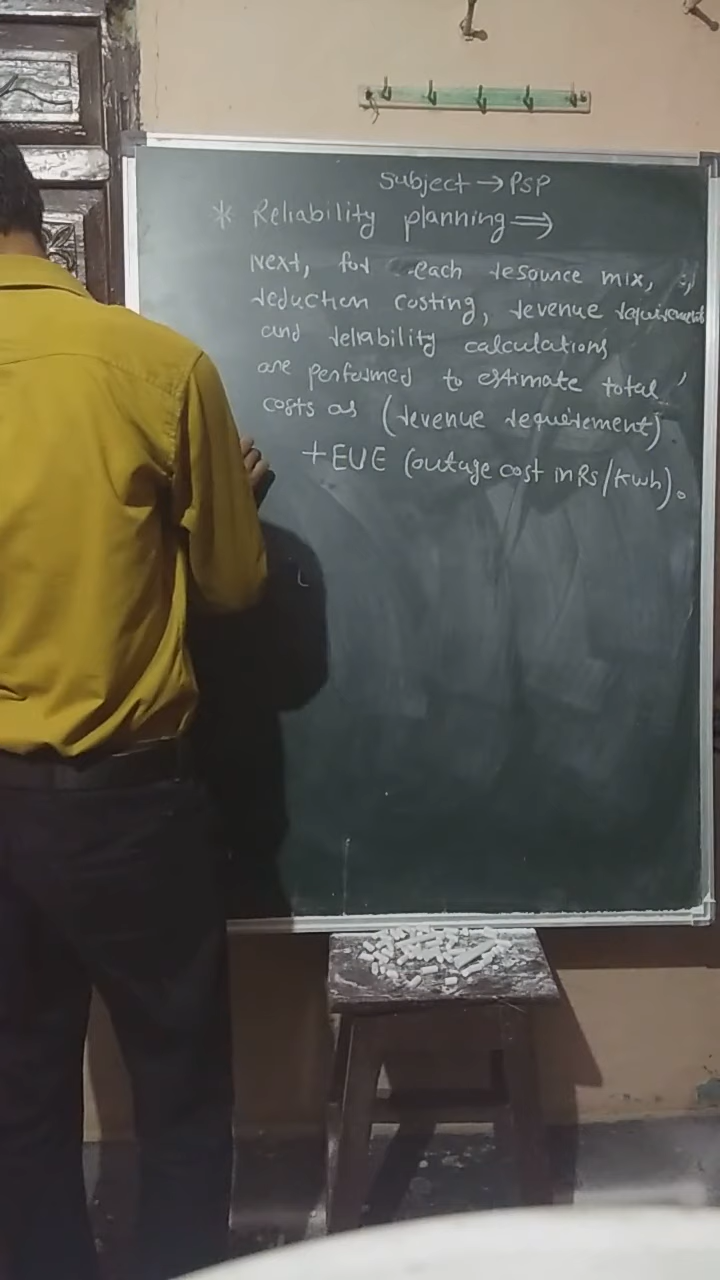 Subject → PSP
* Reliability planning ⇒
Next, for each resource mix,
reduction costing, revenue requirement
and reliability calculations
are performed to estimate total
costs as (revenue requirement)
+ EUE (outage cost in Rs/kwh).